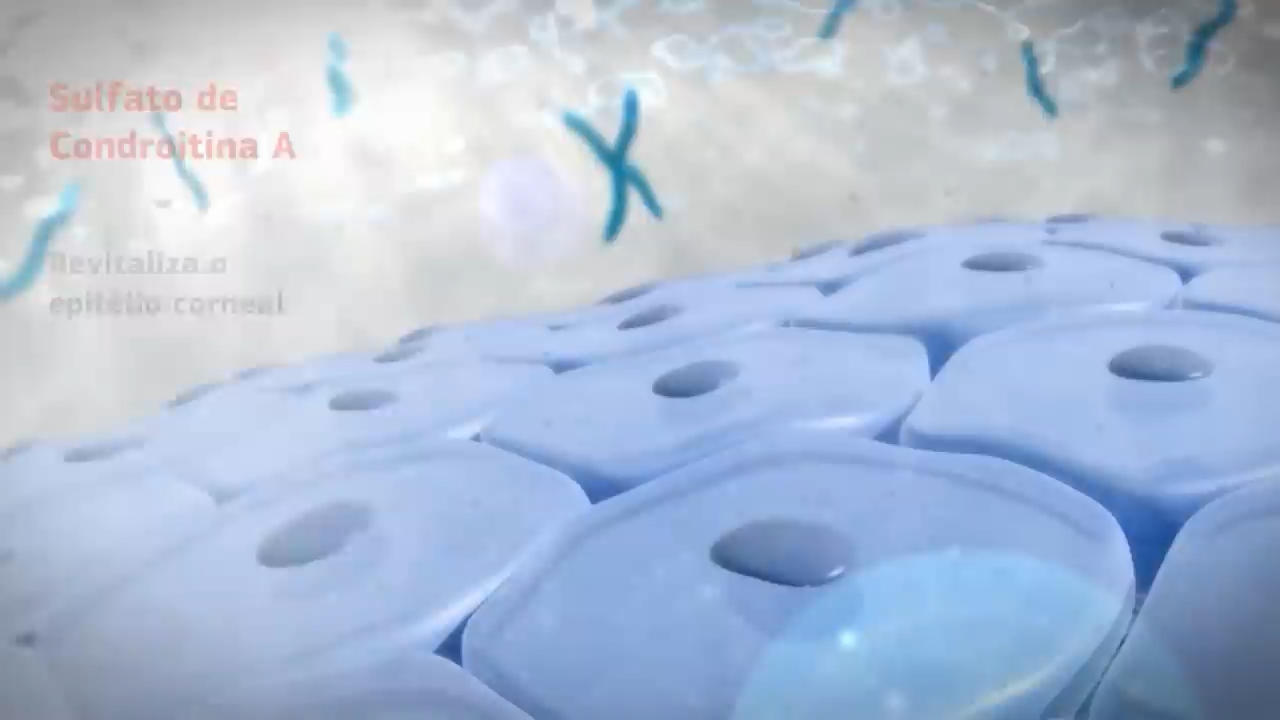 Sulfato de
Condroitina A
Revitaliza o
epitélio corneal